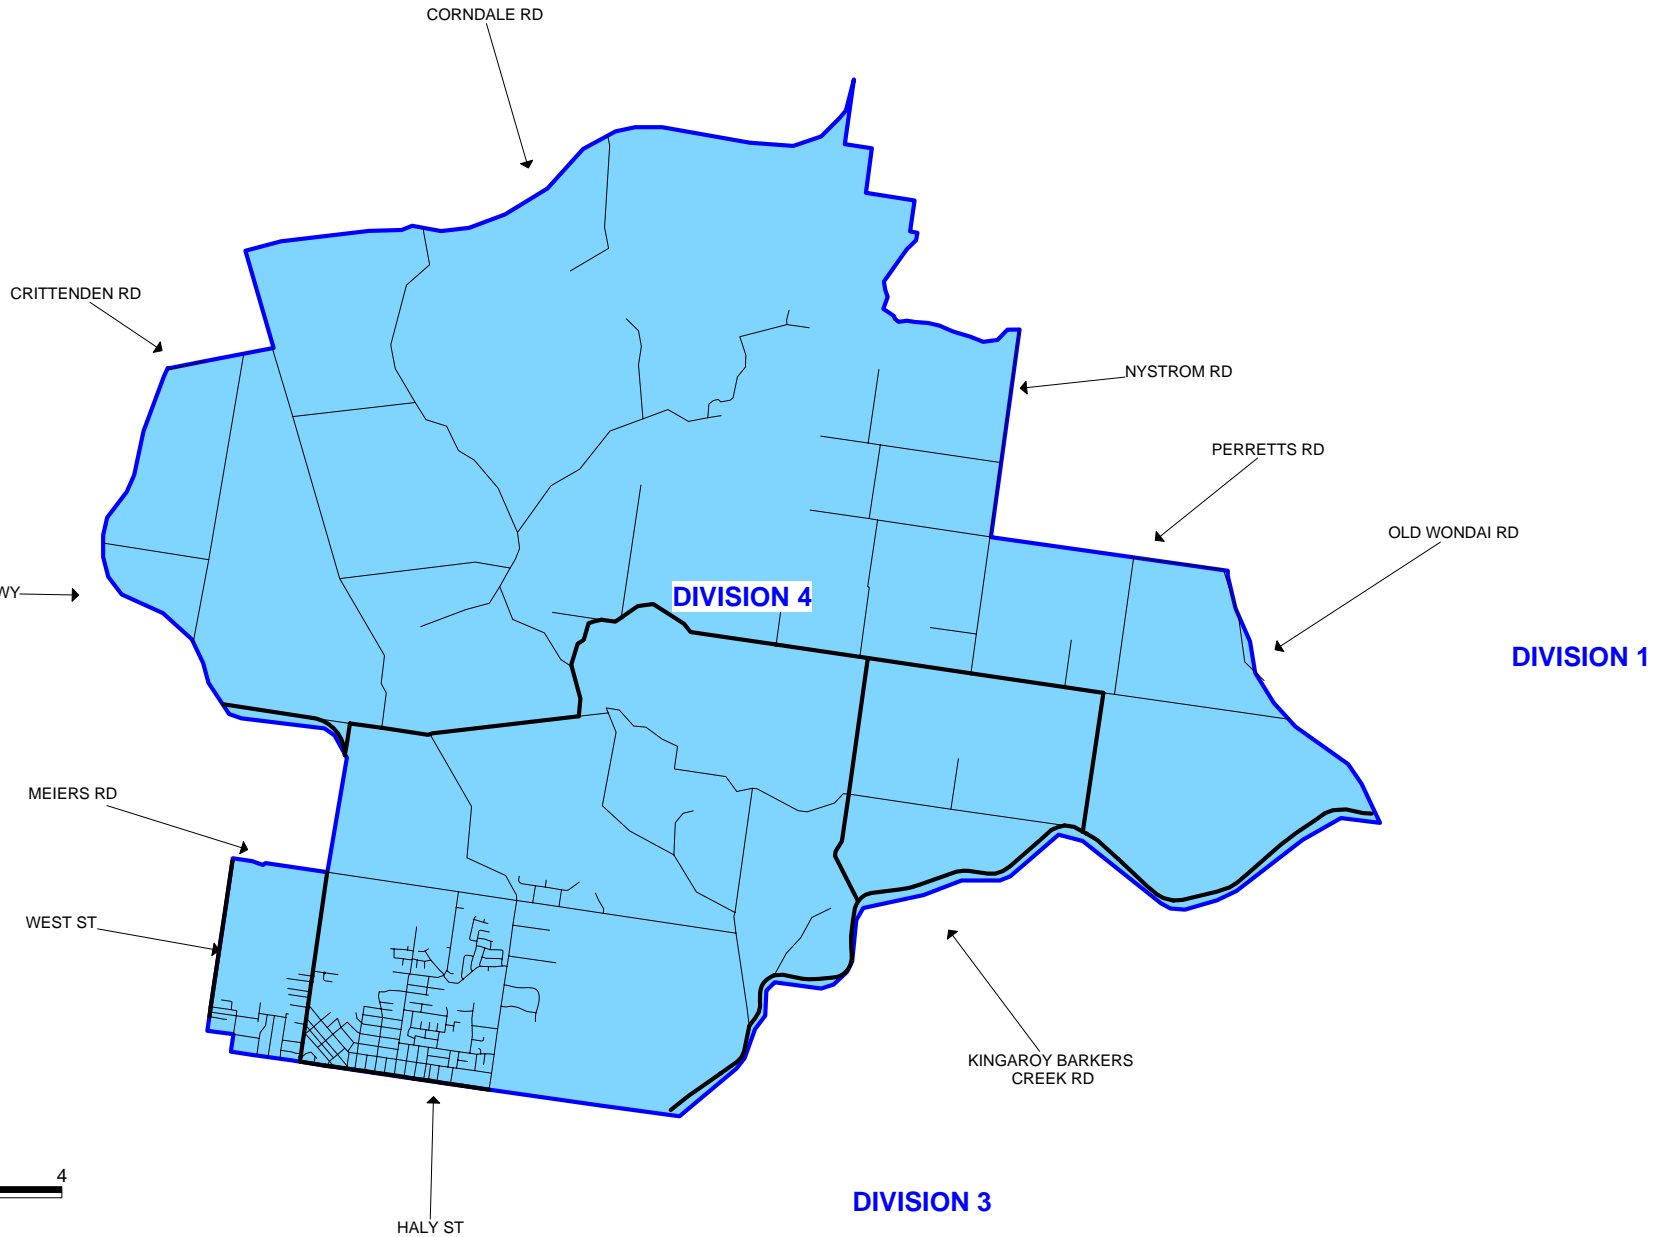 CORNDALE RD
CRITTENDEN RD
NYSTROM RD
PERRETTS RD
OLD WONDAI RD
WY
DIVISION 4
DIVISION 1
MEIERS RD
WEST ST
KINGAROY BARKERS
CREEK RD
4
DIVISION 3
HALY ST